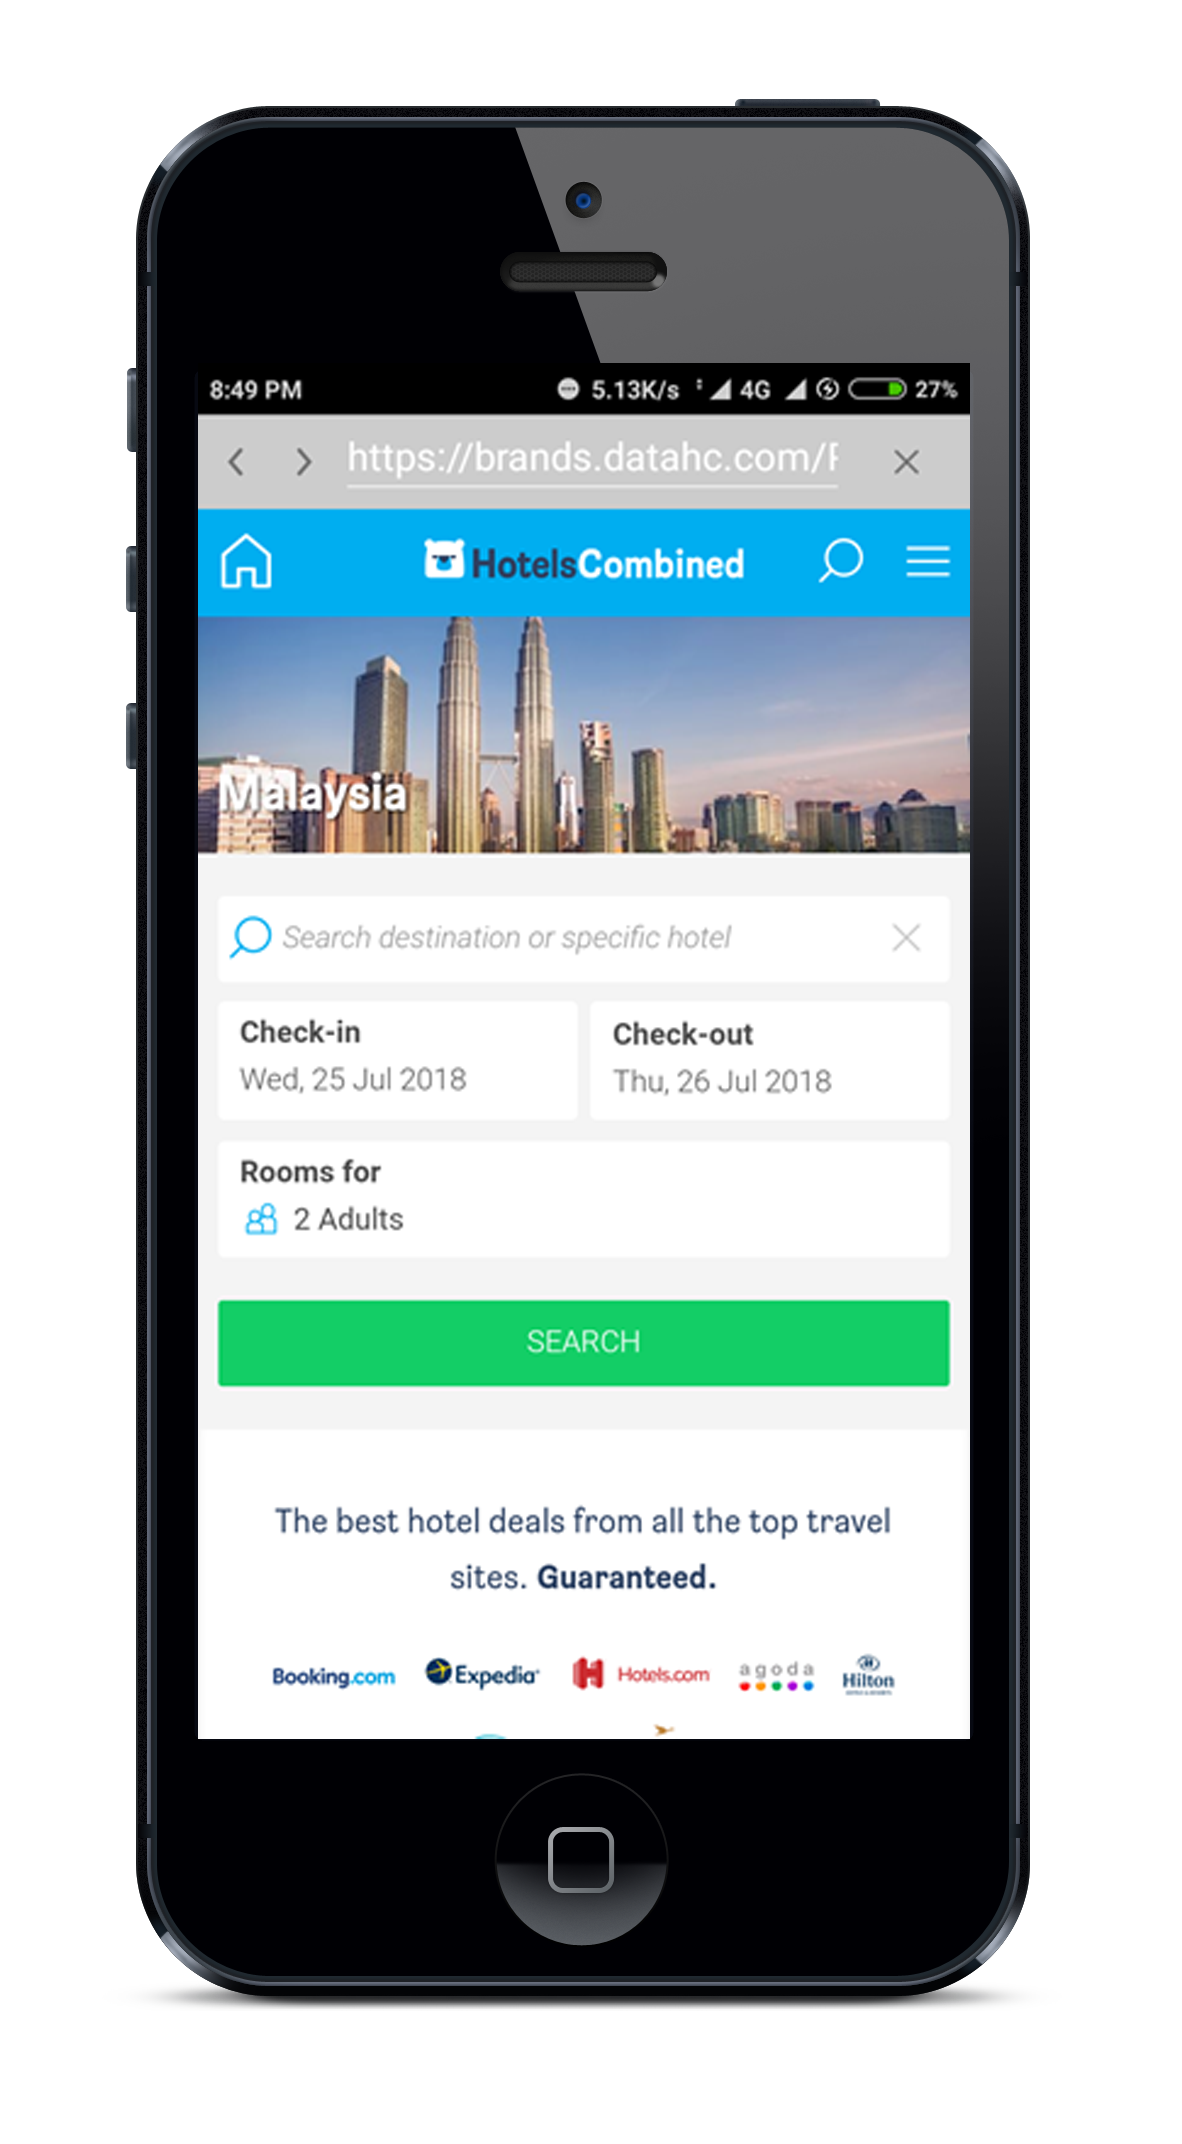 8:49 PM 5.13K/s 4G 27%
https://brands.datahc.com/
HotelsCombined
Malaysia
Search destination or specific hotel
Check-in Check-out
Wed, 25 Jul 2018 Thu, 26 Jul 2018
Rooms for
2 Adults
SEARCH
The best hotel deals from all the top travel
sites. Guaranteed.
Booking.com Expedia Hotels.com agoda Hilton